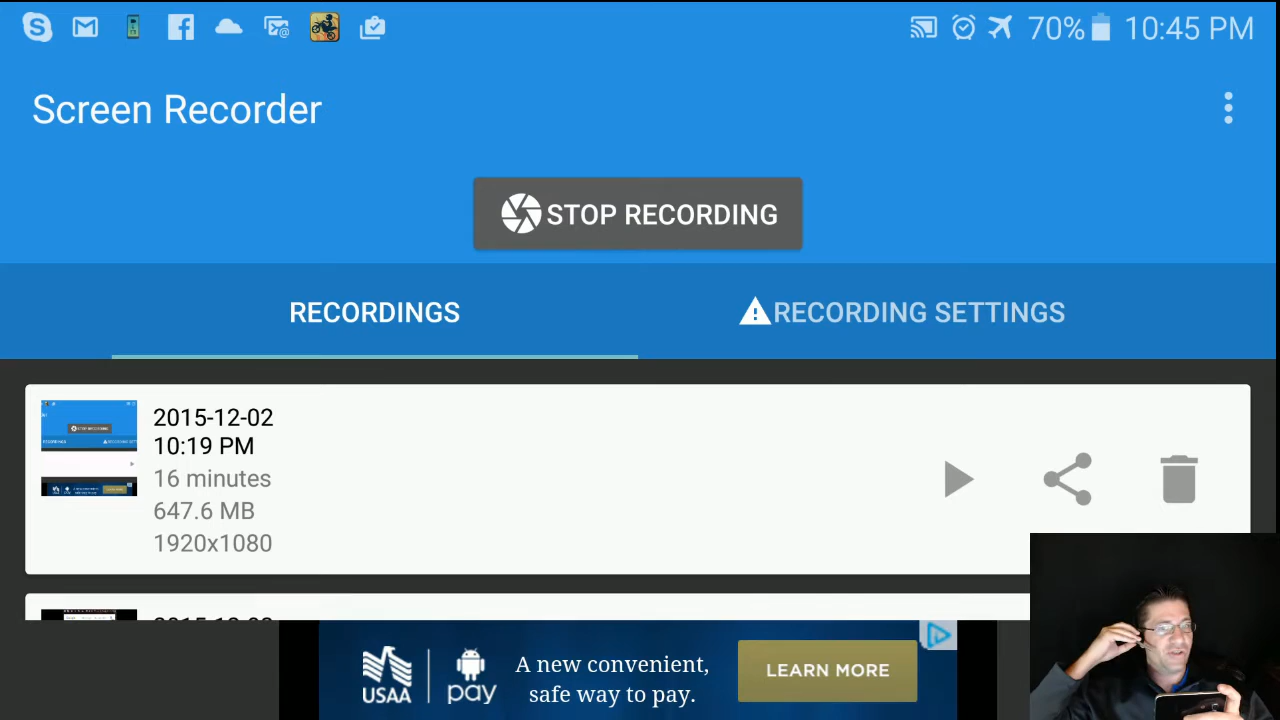 70% 10:45 PM
Screen Recorder
STOP RECORDING
RECORDINGS
RECORDING SETTINGS
2015-12-02
10:19 PM
16 minutes
647.6 MB
1920x1080
USAA
pay
A new convenient,
safe way to pay.
LEARN MORE